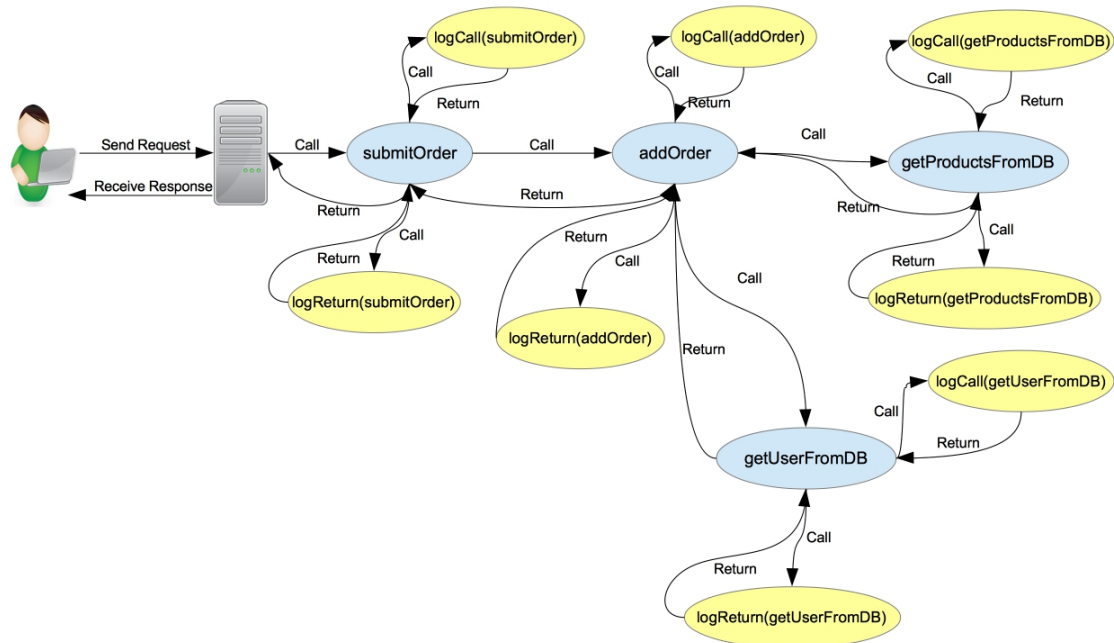 logCall(submitOrder)
logCall(addOrder)
logCall(getProductsFromDB)
Call
Call
Call
Return
Return
Return
Send Request
Call
submitOrder
Call
addOrder
Call
getProductsFromDB
Receive Response
Return
Return
Return
Return
Call
Return
Call
Return
Call
logReturn(submitOrder)
Call
logReturn(getProductsFromDB)
logReturn(addOrder)
Return
logCall(getUserFromDB)
Call
Return
getUserFromDB
Call
Return
logReturn(getUserFromDB)